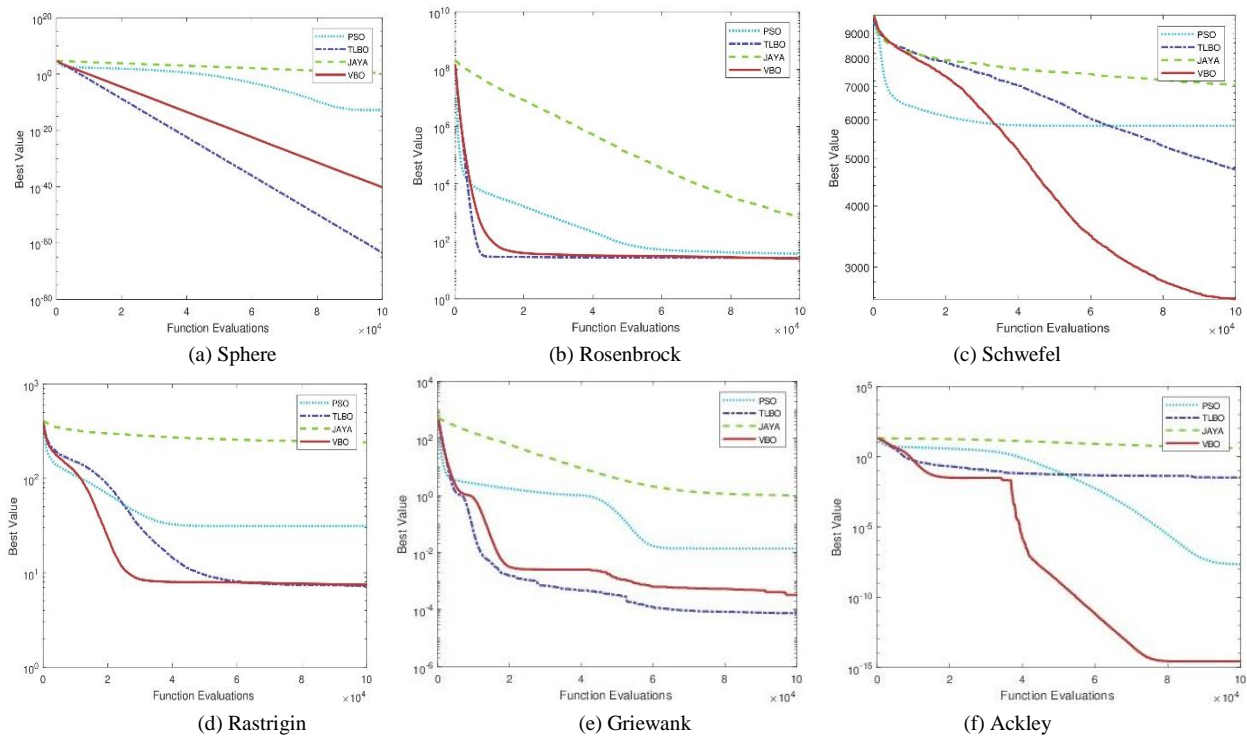 10^20
10^0
10^-20
10^-40
10^-60
10^-80
Best Value
0 2 4 6 8 10
Function Evaluations
×10^4
PSO
TLBO
JAYA
VBO
(a) Sphere
10^10
10^8
10^6
10^4
10^2
10^0
Best Value
0 2 4 6 8 10
Function Evaluations
×10^4
PSO
TLBO
JAYA
VBO
(b) Rosenbrock
9000
8000
7000
6000
5000
4000
3000
Best Value
0 2 4 6 8 10
Function Evaluations
×10^4
PSO
TLBO
JAYA
VBO
(c) Schwefel
10^3
10^2
10^1
10^0
Best Value
0 2 4 6 8 10
Function Evaluations
×10^4
PSO
TLBO
JAYA
VBO
(d) Rastrigin
10^4
10^2
10^0
10^-2
10^-4
10^-6
Best Value
0 2 4 6 8 10
Function Evaluations
×10^4
PSO
TLBO
JAYA
VBO
(e) Griewank
10^5
10^0
10^-5
10^-10
10^-15
Best Value
0 2 4 6 8 10
Function Evaluations
×10^4
PSO
TLBO
JAYA
VBO
(f) Ackley